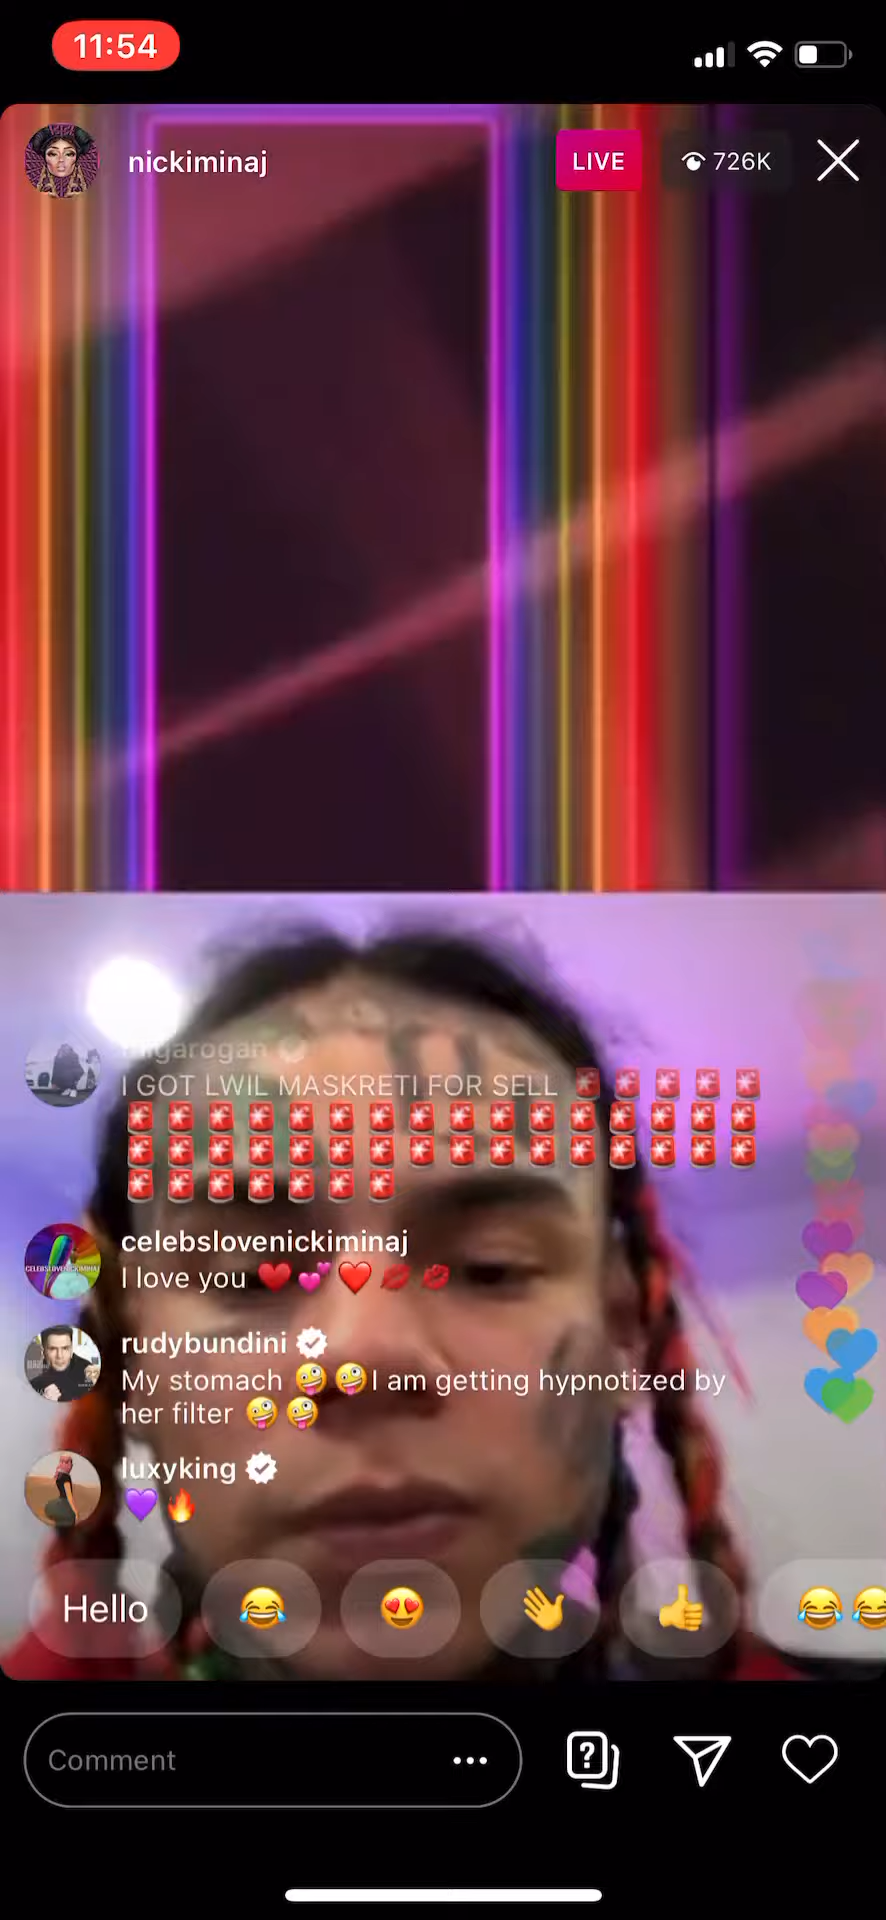 11:54
nickiminaj
LIVE
726K
I GOT LWIL MASKRETI FOR SELL 🚨🚨🚨🚨🚨
🚨🚨🚨🚨🚨🚨🚨🚨🚨🚨🚨🚨🚨🚨🚨🚨
🚨🚨🚨🚨🚨🚨🚨🚨🚨🚨🚨🚨🚨🚨🚨🚨
🚨🚨🚨🚨🚨🚨🚨
celebslovenickiminaj
I love you ❤️💕❤️💋💋
rudybundini
My stomach 🤪🤪I am getting hypnotized by
her filter 🤪🤪
luxyking
💜🔥
Hello 😂 😍 👋 👍 😂😂
Comment